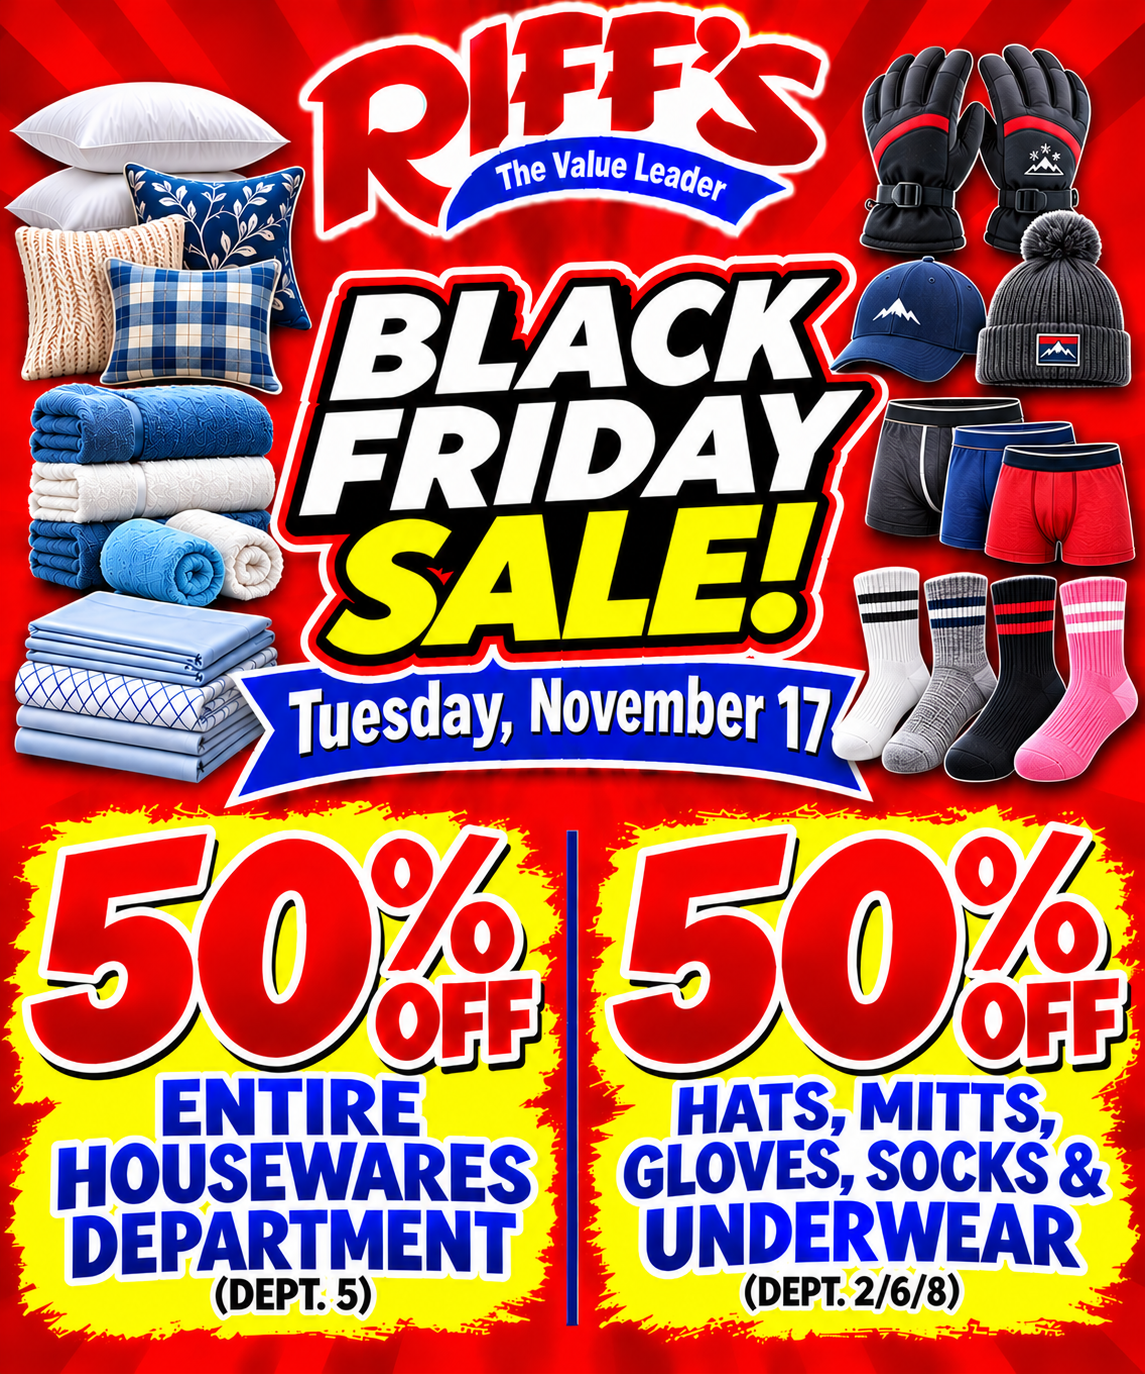 RIFF'S
The Value Leader
BLACK
FRIDAY
SALE!
Tuesday, November 17
50%
OFF
ENTIRE
HOUSEWARES
DEPARTMENT
(DEPT. 5)
50%
OFF
HATS, MITTS,
GLOVES, SOCKS &
UNDERWEAR
(DEPT. 2/6/8)